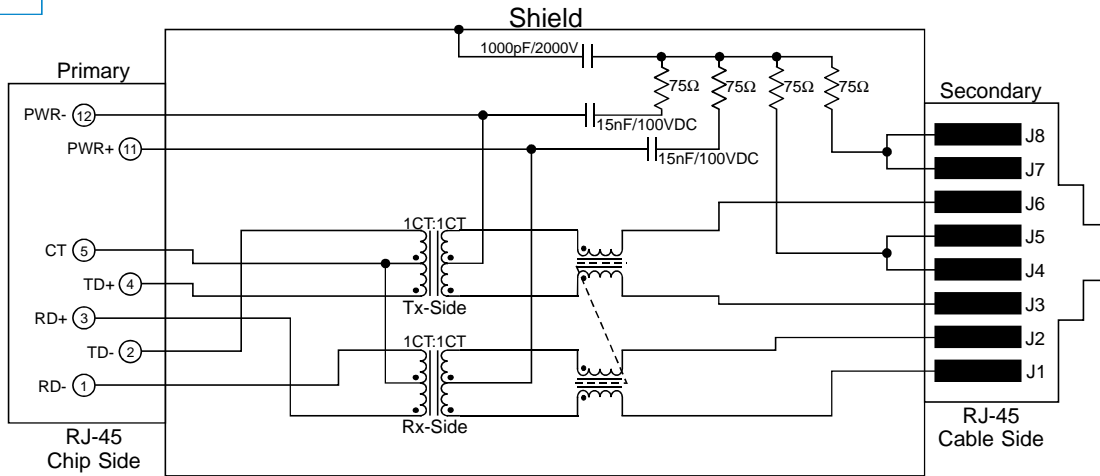 Shield
1000pF/2000V
Primary
75Ω
75Ω
75Ω
75Ω
Secondary
PWR- 12
15nF/100VDC
PWR+ 11
15nF/100VDC
J8
J7
J6
J5
J4
J3
J2
J1
1CT:1CT
CT 5
TD+ 4
Tx-Side
RD+ 3
TD- 2
1CT:1CT
RD- 1
Rx-Side
RJ-45
Chip Side
RJ-45
Cable Side